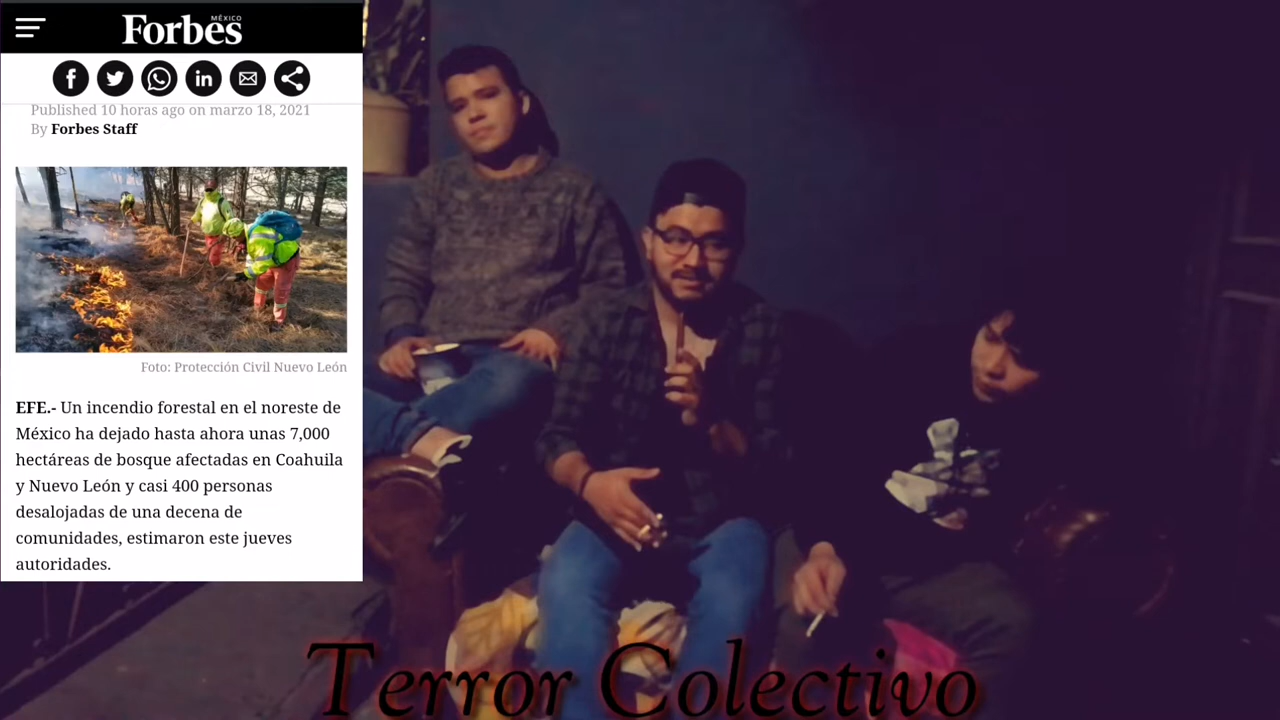 MÉXICO
Forbes
Published 10 horas ago on marzo 18, 2021
By Forbes Staff
Foto: Protección Civil Nuevo León
EFE.- Un incendio forestal en el noreste de
México ha dejado hasta ahora unas 7,000
hectáreas de bosque afectadas en Coahuila
y Nuevo León y casi 400 personas
desalojadas de una decena de
comunidades, estimaron este jueves
autoridades.
Terror Colectivo